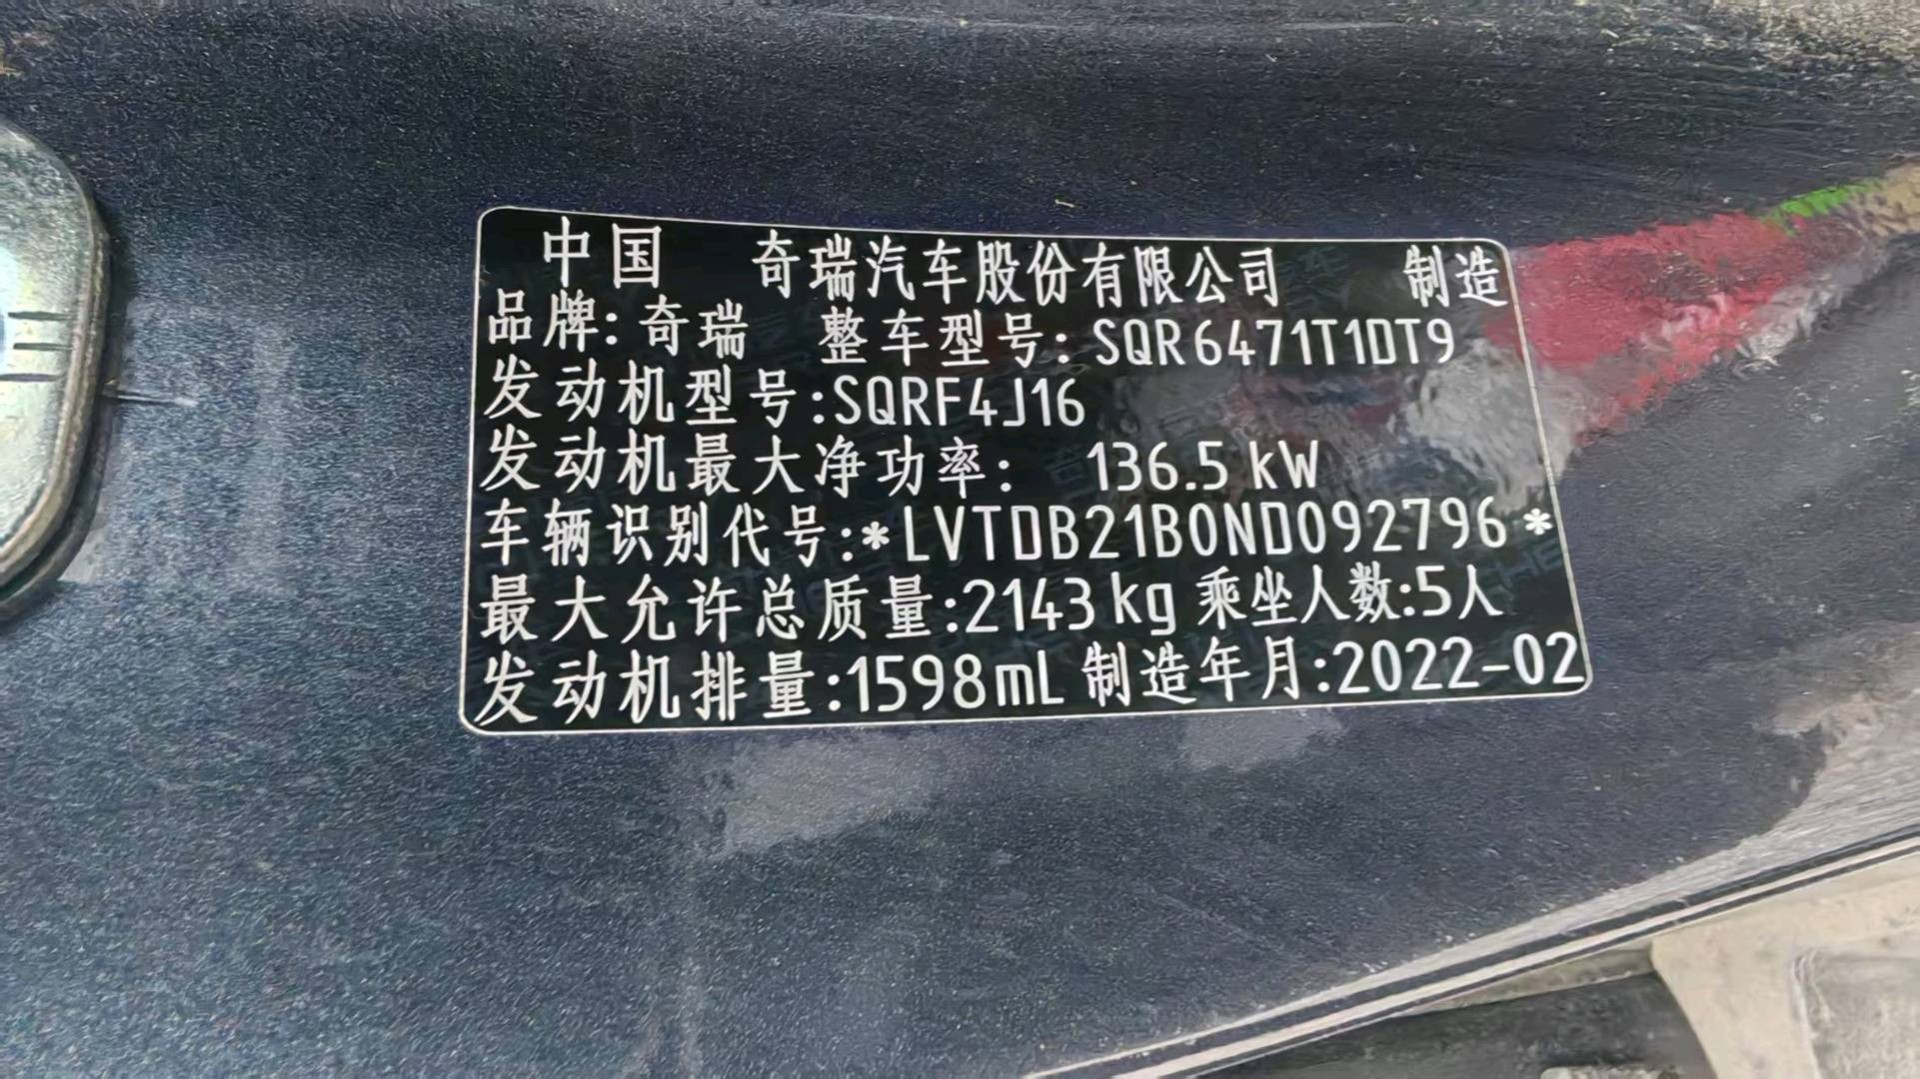 中国 奇瑞汽车股份有限公司 制造
品牌:奇瑞 整车型号:SQR6471T1DT9
发动机型号:SQRF4J16
发动机最大净功率: 136.5 kW
车辆识别代号:*LVTDB21B0ND092796*
最大允许总质量:2143kg 乘坐人数:5人
发动机排量:1598mL 制造年月:2022-02